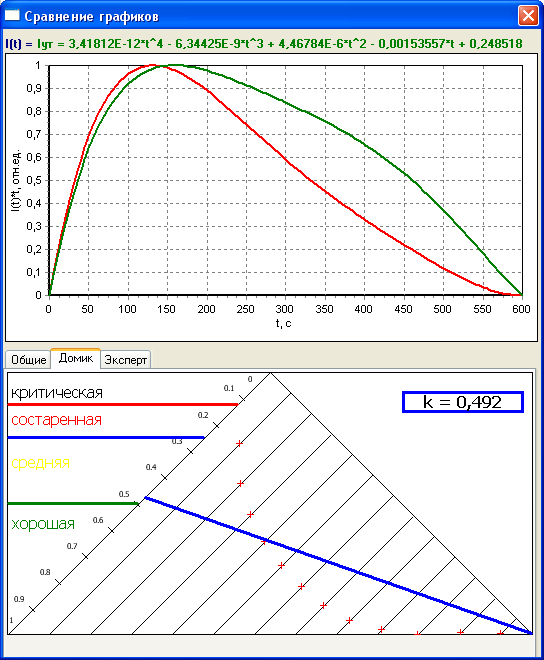 Сравнение графиков
I(t) = Iут = 3,41812E-12*t^4 - 6,34425E-9*t^3 + 4,46784E-6*t^2 - 0,00153557*t + 0,248518
I(t)*t, отн.ед.
1
0,9
0,8
0,7
0,6
0,5
0,4
0,3
0,2
0,1
0
0 50 100 150 200 250 300 350 400 450 500 550 600
t, с
Общие Домик Эксперт
0
критическая
0.1
k = 0,492
состаренная
0.2
0.3
средняя
0.4
0.5
хорошая
0.6
0.7
0.8
0.9
1